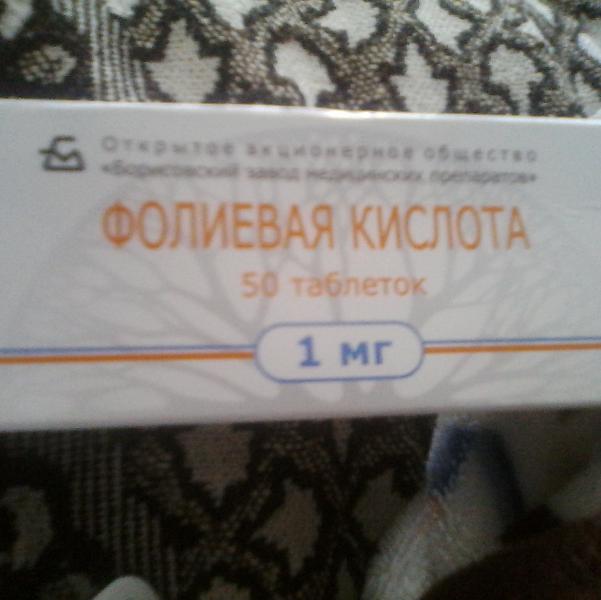 Открытое акционерное общество
«Борисовский завод медицинских препаратов»
ФОЛИЕВАЯ КИСЛОТА
50 таблеток
1 мг